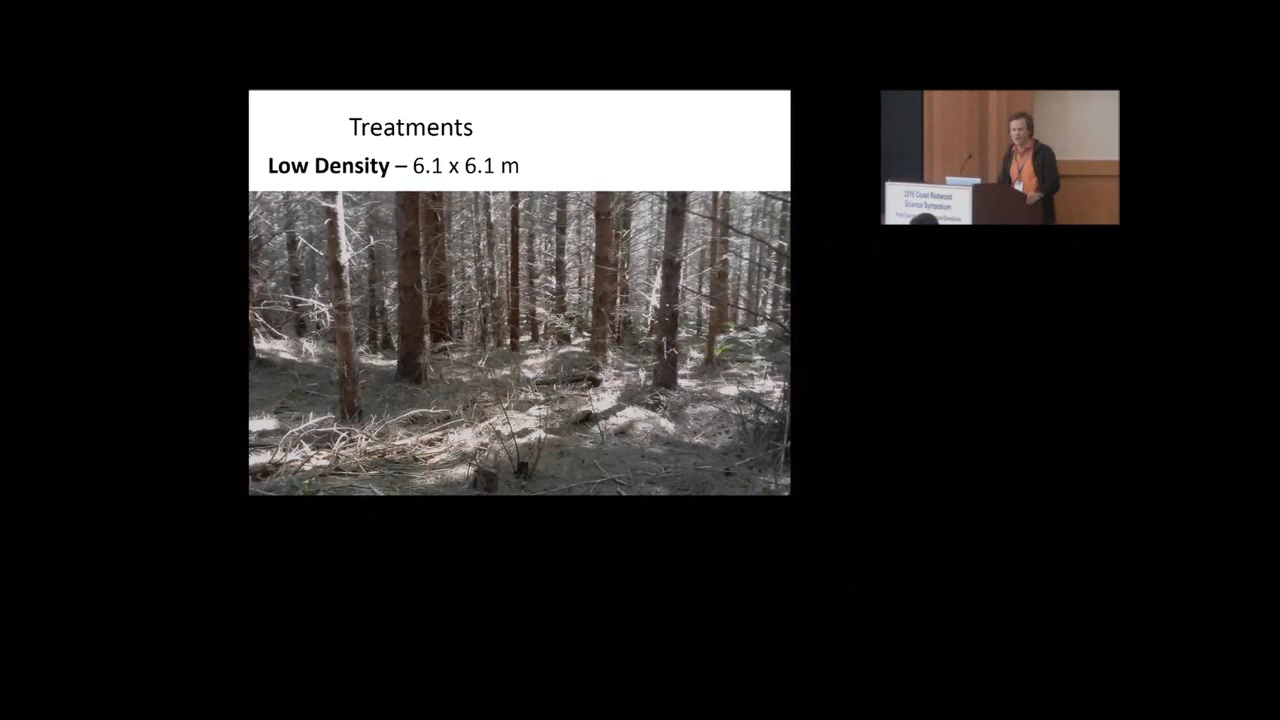 Treatments
Low Density – 6.1 x 6.1 m
2016 Coast Redwood
Science Symposium